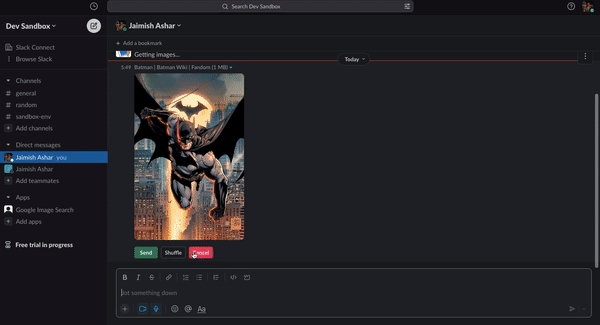 Search Dev Sandbox
Dev Sandbox
Jaimish Ashar
Add a bookmark
Slack Connect
Browse Slack
Getting images...
Today
5:49 Batman | Batman Wiki | Fandom (1 MB)
Channels
# general
# random
# sandbox-env
Add channels
Direct messages
Jaimish Ashar you
Jaimish Ashar
Add teammates
Apps
Google Image Search
Add apps
Free trial in progress
Send
Shuffle
Cancel
B I S
Jot something down
Aa